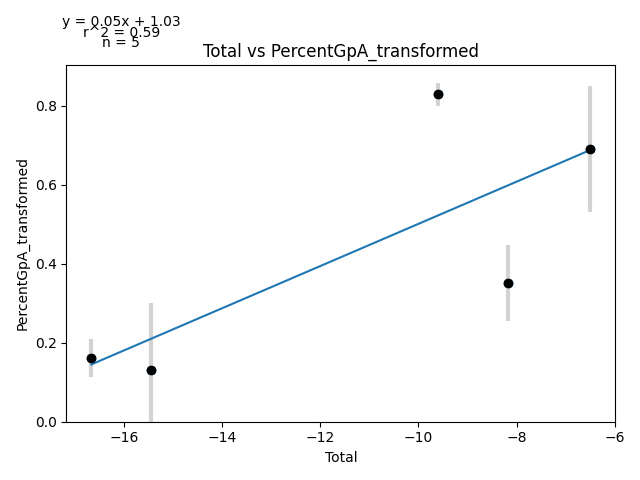 y = 0.05x + 1.03
r^2 = 0.59
n = 5
Total vs PercentGpA_transformed
PercentGpA_transformed
0.8
0.6
0.4
0.2
0.0
−16
−14
−12
−10
−8
−6
Total